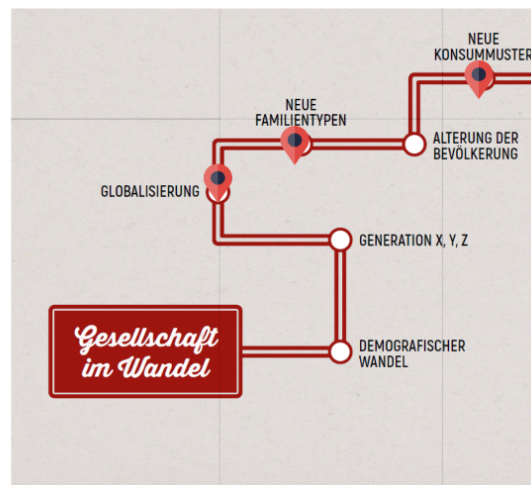 NEUE
KONSUMMUSTER
NEUE
FAMILIENTYPEN
ALTERUNG DER
BEVÖLKERUNG
GLOBALISIERUNG
GENERATION X, Y, Z
Gesellschaft
im Wandel
DEMOGRAFISCHER
WANDEL